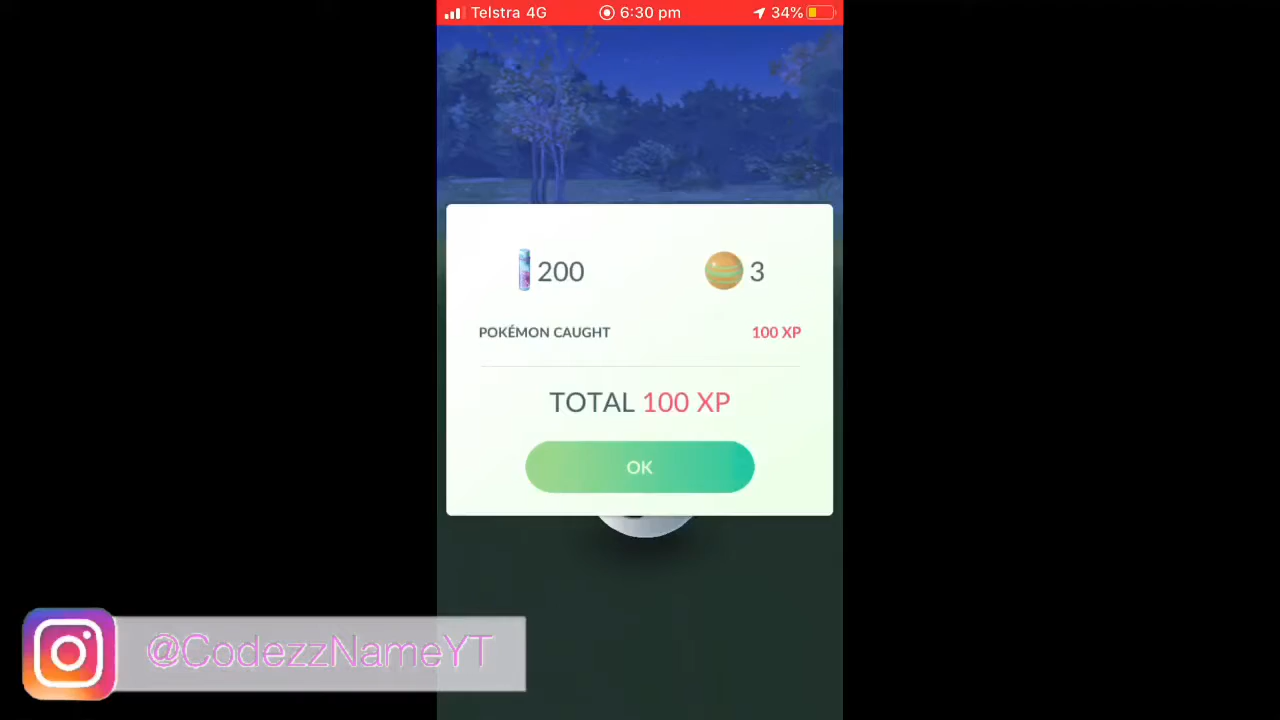 Telstra 4G 6:30 pm 34%
200 3
POKÉMON CAUGHT 100 XP
TOTAL 100 XP
OK
@CodezzNameYT